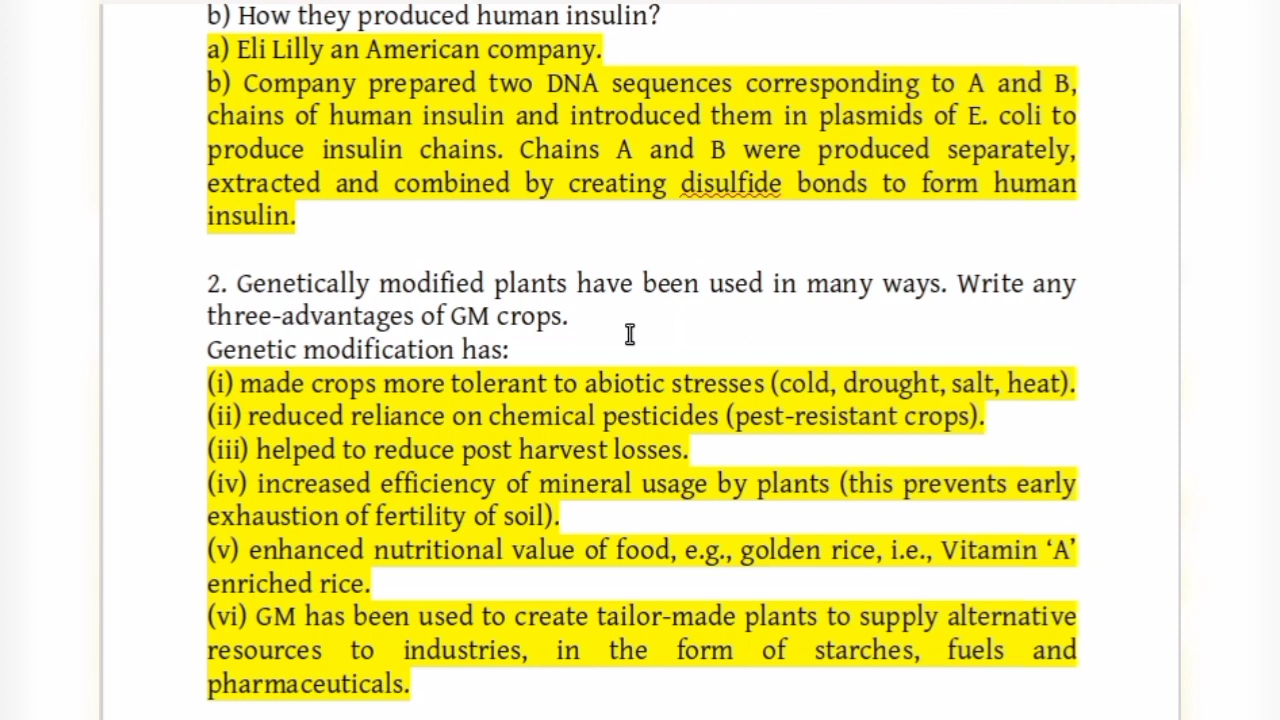 b) How they produced human insulin?
a) Eli Lilly an American company.
b) Company prepared two DNA sequences corresponding to A and B,
chains of human insulin and introduced them in plasmids of E. coli to
produce insulin chains. Chains A and B were produced separately,
extracted and combined by creating disulfide bonds to form human
insulin.
2. Genetically modified plants have been used in many ways. Write any
three-advantages of GM crops.
Genetic modification has:
(i) made crops more tolerant to abiotic stresses (cold, drought, salt, heat).
(ii) reduced reliance on chemical pesticides (pest-resistant crops).
(iii) helped to reduce post harvest losses.
(iv) increased efficiency of mineral usage by plants (this prevents early
exhaustion of fertility of soil).
(v) enhanced nutritional value of food, e.g., golden rice, i.e., Vitamin ‘A’
enriched rice.
(vi) GM has been used to create tailor-made plants to supply alternative
resources to industries, in the form of starches, fuels and
pharmaceuticals.